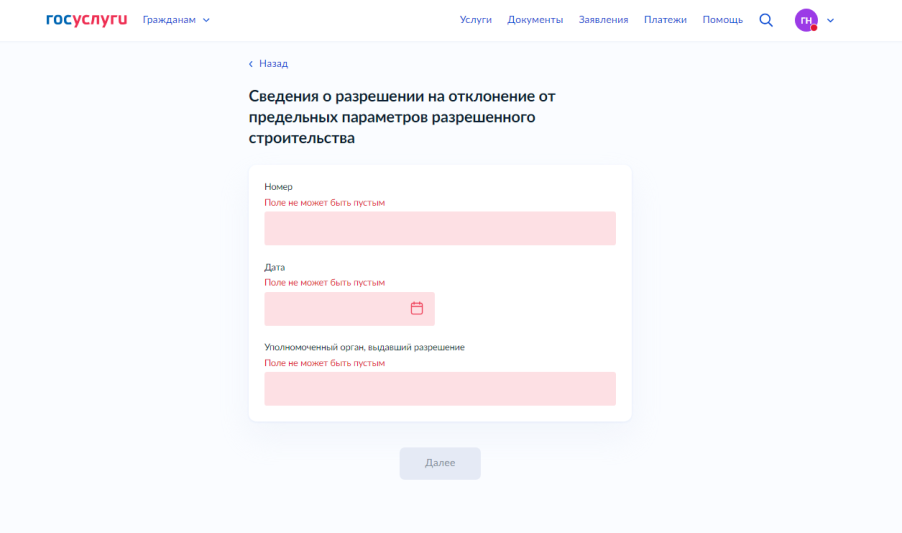 госуслуги Гражданам Услуги Документы Заявления Платежи Помощь ГН
Назад
Сведения о разрешении на отклонение от
предельных параметров разрешенного
строительства
Номер
Поле не может быть пустым
Дата
Поле не может быть пустым
Уполномоченный орган, выдавший разрешение
Поле не может быть пустым
Далее